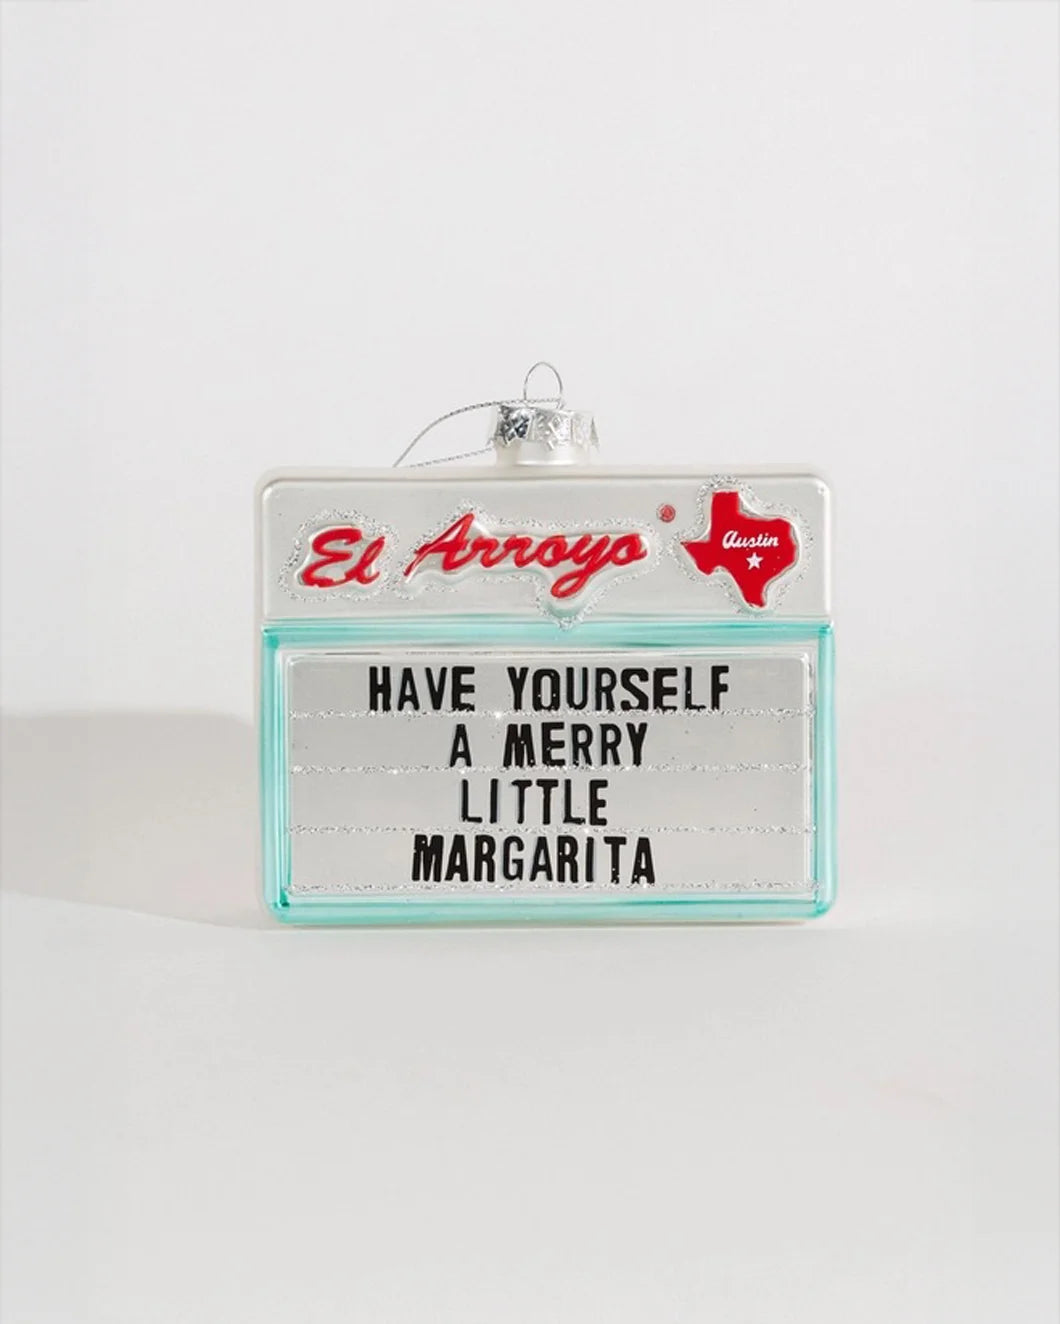 El Arroyo ®
Austin
HAVE YOURSELF
A MERRY
LITTLE
MARGARITA